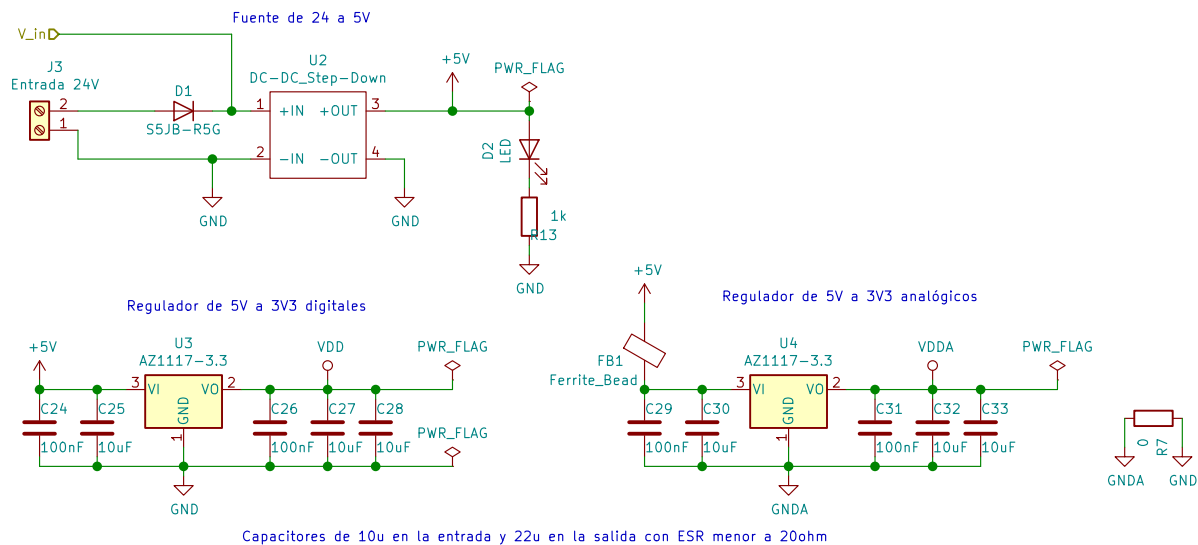 Fuente de 24 a 5V
V_in
J3
Entrada 24V
2
1
D1
S5JB-R5G
U2
DC-DC_Step-Down
1 +IN +OUT 3
2 -IN -OUT 4
GND
GND
+5V
PWR_FLAG
D2
LED
1k
R13
GND
Regulador de 5V a 3V3 digitales
+5V
U3
AZ1117-3.3
3 VI VO 2
GND
1
VDD
PWR_FLAG
C24
100nF
C25
10uF
C26
100nF
C27
10uF
C28
10uF
PWR_FLAG
GND
Regulador de 5V a 3V3 analógicos
+5V
FB1
Ferrite_Bead
U4
AZ1117-3.3
3 VI VO 2
GND
1
VDDA
PWR_FLAG
C29
100nF
C30
10uF
C31
100nF
C32
10uF
C33
10uF
GNDA
0
R7
GNDA
GND
Capacitores de 10u en la entrada y 22u en la salida con ESR menor a 20ohm